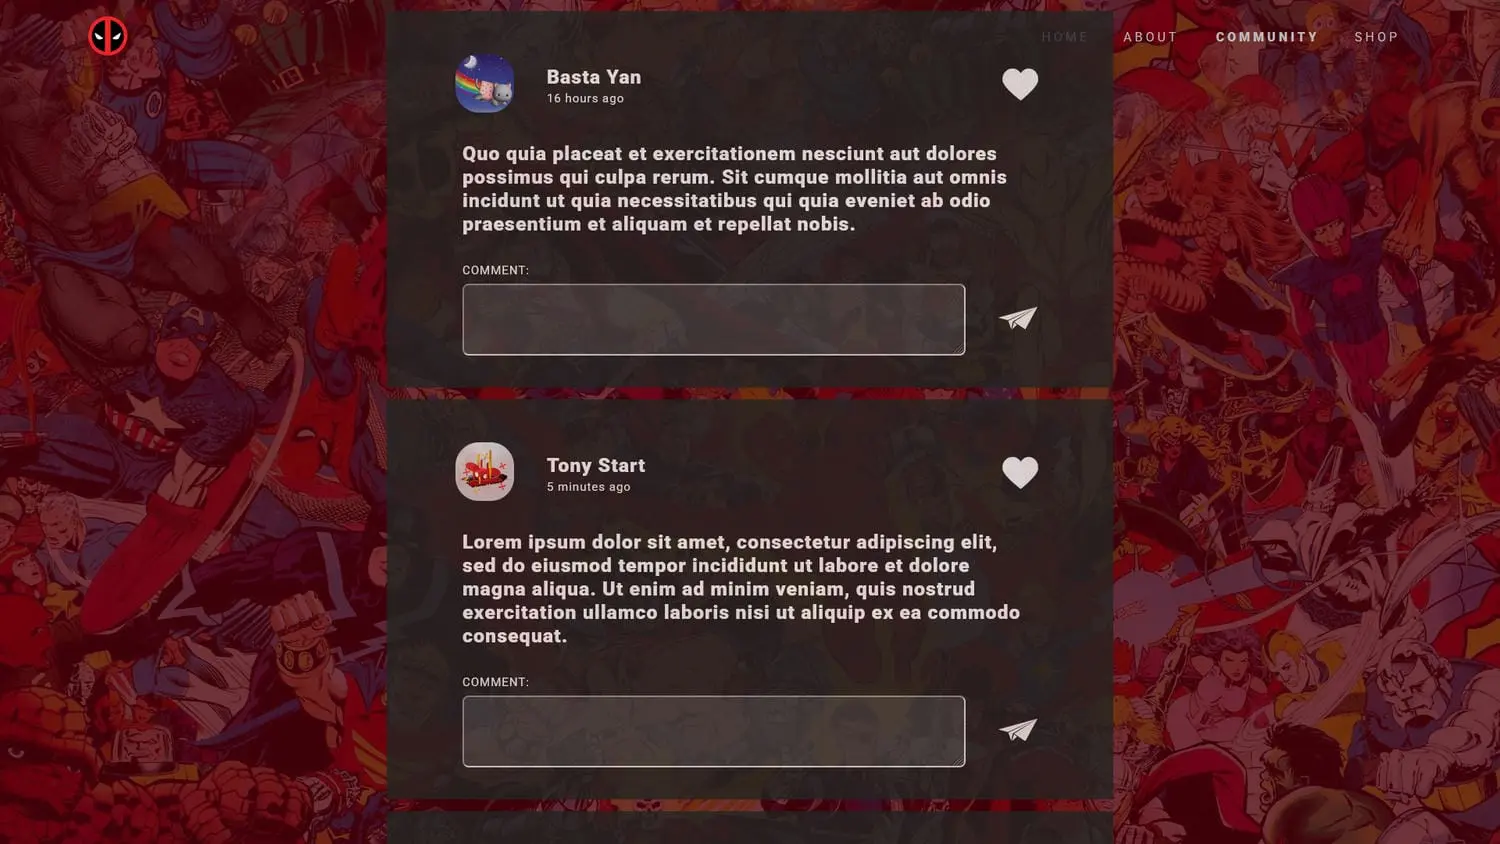 HOME ABOUT COMMUNITY SHOP
Basta Yan
16 hours ago
Quo quia placeat et exercitationem nesciunt aut dolores
possimus qui culpa rerum. Sit cumque mollitia aut omnis
incidunt ut quia necessitatibus qui quia eveniet ab odio
praesentium et aliquam et repellat nobis.
COMMENT:
Tony Start
5 minutes ago
Lorem ipsum dolor sit amet, consectetur adipiscing elit,
sed do eiusmod tempor incididunt ut labore et dolore
magna aliqua. Ut enim ad minim veniam, quis nostrud
exercitation ullamco laboris nisi ut aliquip ex ea commodo
consequat.
COMMENT: